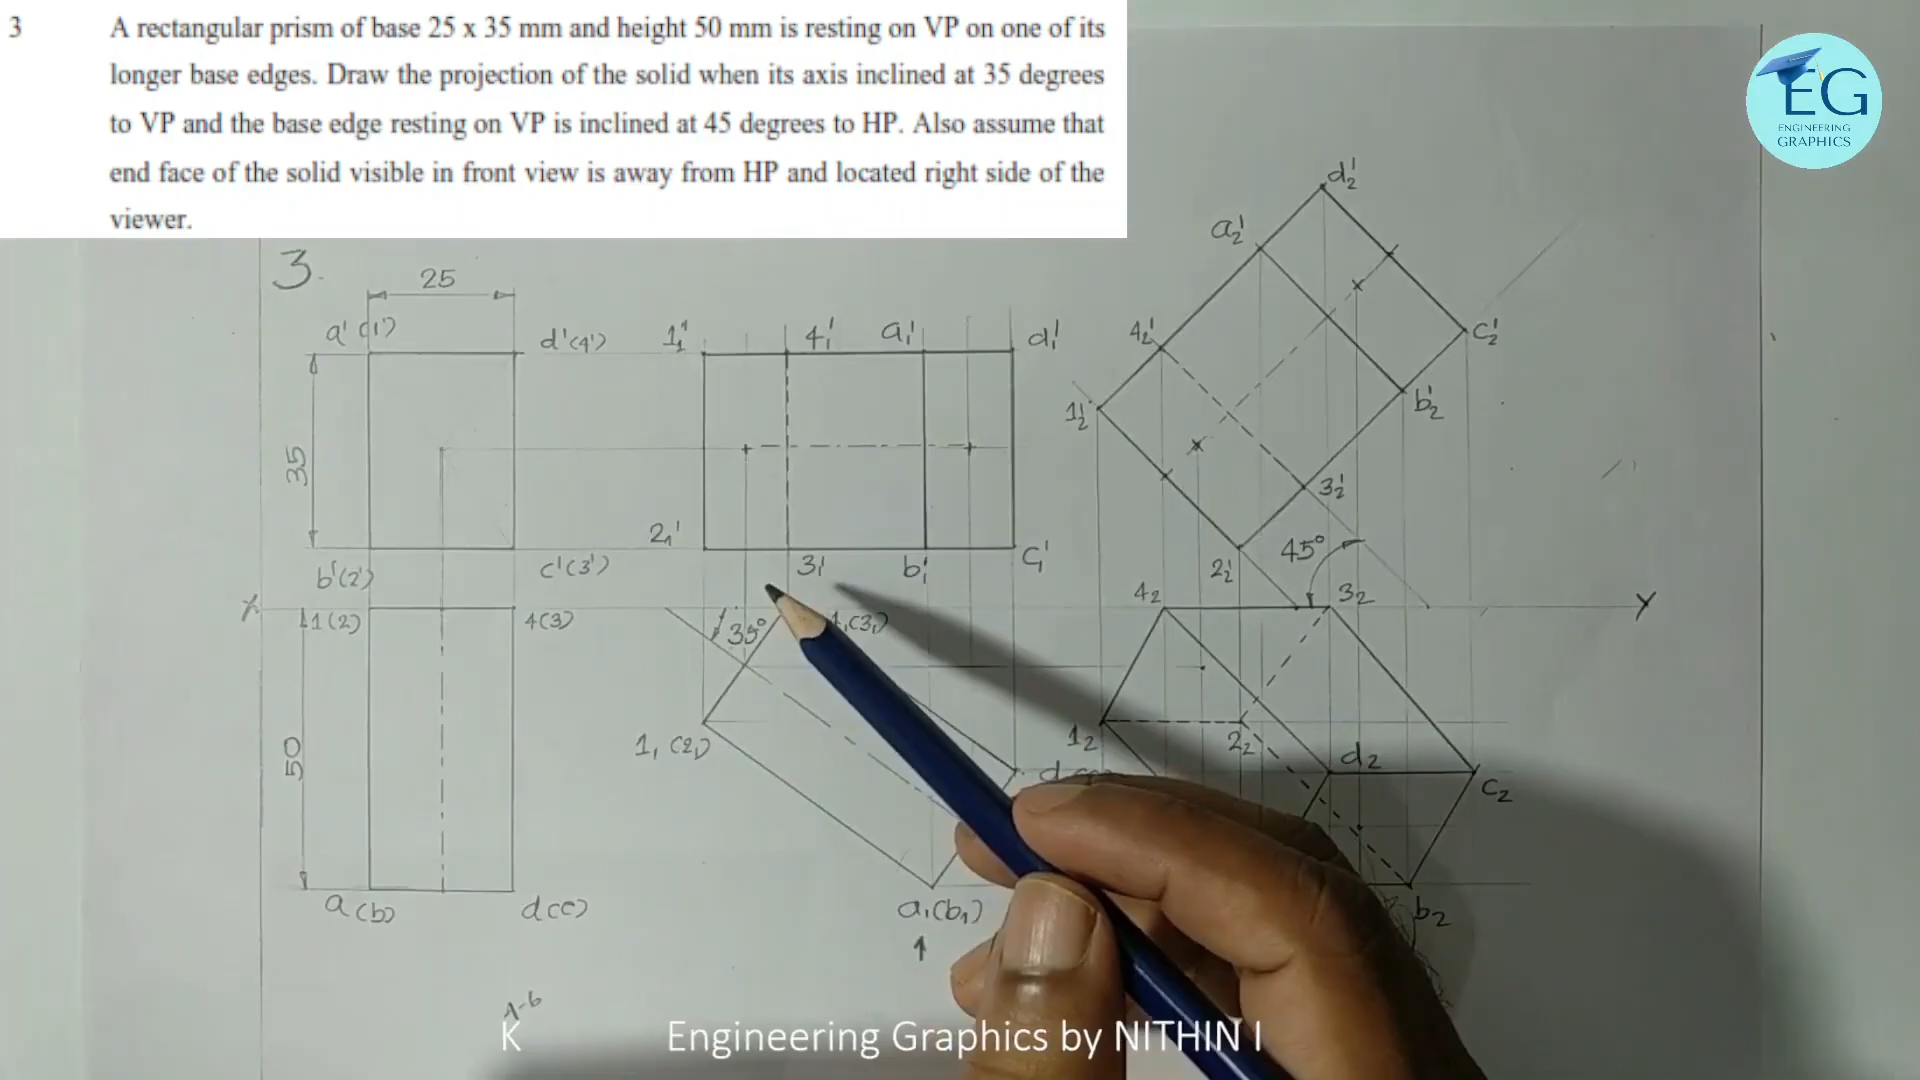 3 A rectangular prism of base 25 x 35 mm and height 50 mm is resting on VP on one of its
longer base edges. Draw the projection of the solid when its axis inclined at 35 degrees
to VP and the base edge resting on VP is inclined at 45 degrees to HP. Also assume that
end face of the solid visible in front view is away from HP and located right side of the
viewer.
EG
ENGINEERING
GRAPHICS
3.
25
a'(1')
d'(4')
1₁'
4₁'
a₁'
d₁'
35
b'(2')
c'(3')
2₁'
3₁'
b₁'
c₁'
d₂'
a₂'
4₂'
c₂'
1₂'
b₂'
3₂'
2₂'
45°
X
Y
1(2)
4(3)
35°
4₂
3₂
50
1₁(2₁)
1₂
2₂
d₂
c₂
a(b)
d(c)
a₁(b₁)
b₂
A-6
K
Engineering Graphics by NITHIN I